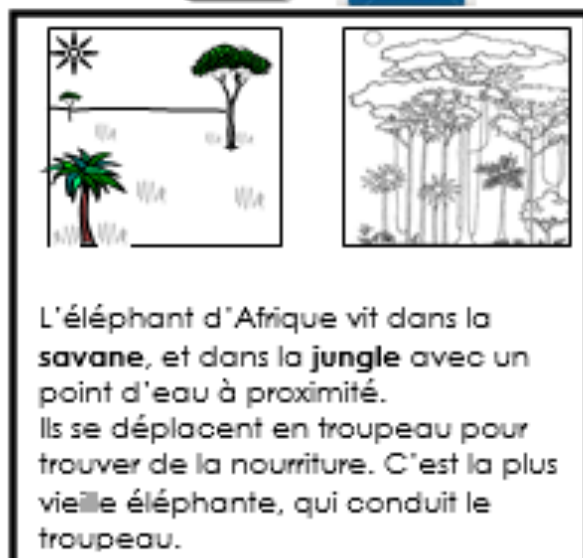 L'éléphant d'Afrique vit dans la
savane, et dans la jungle avec un
point d'eau à proximité.
Ils se déplacent en troupeau pour
trouver de la nourriture. C'est la plus
vieille éléphante, qui conduit le
troupeau.